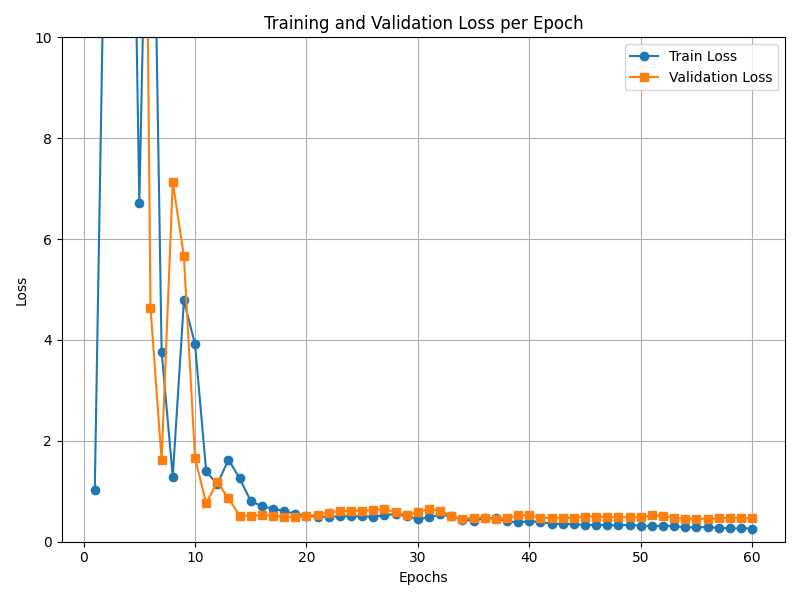 Training and Validation Loss per Epoch
10
8
6
4
2
0
Loss
Train Loss
Validation Loss
0 10 20 30 40 50 60
Epochs